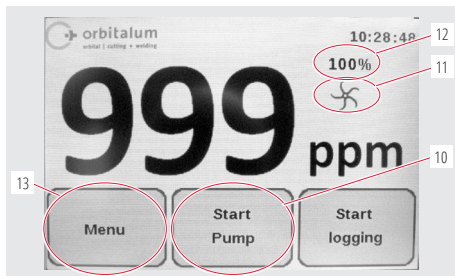 orbitalum
orbital | cutting + welding
10:28:48
12
100%
11
999 ppm
10
13
Menu
Start
Pump
Start
logging